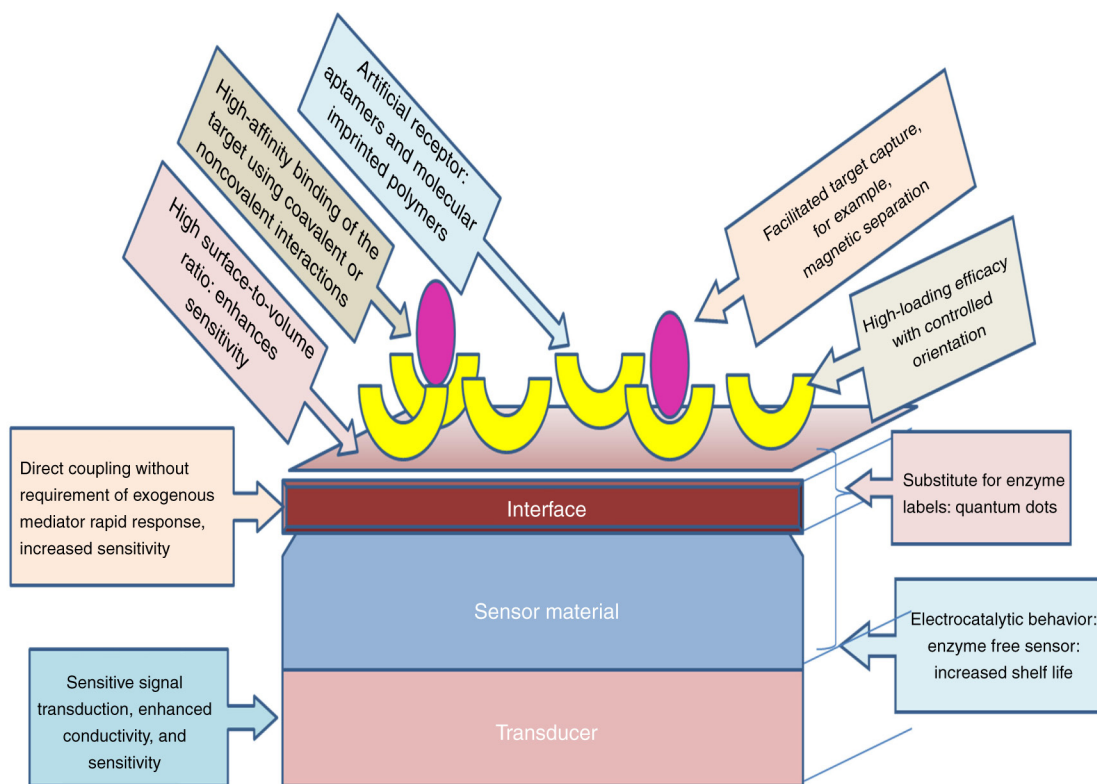 Artificial receptor:
aptamers and molecular
imprinted polymers
High-affinity binding of the
target using coavalent or
noncovalent interactions
High surface-to-volume
ratio: enhances
sensitivity
Facilitated target capture,
for example,
magnetic separation
High-loading efficacy
with controlled
orientation
Direct coupling without
requirement of exogenous
mediator rapid response,
increased sensitivity
Interface
Substitute for enzyme
labels: quantum dots
Sensor material
Electrocatalytic behavior:
enzyme free sensor:
increased shelf life
Sensitive signal
transduction, enhanced
conductivity, and
sensitivity
Transducer